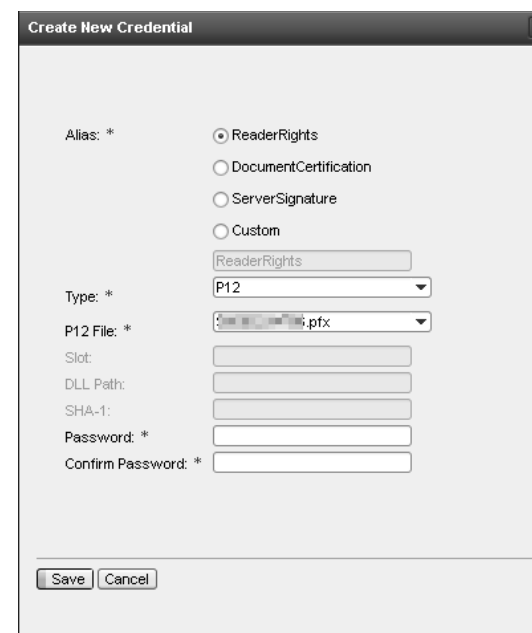 Create New Credential
Alias: * ReaderRights
DocumentCertification
ServerSignature
Custom
ReaderRights
Type: * P12
P12 File: * .pfx
Slot:
DLL Path:
SHA-1:
Password: *
Confirm Password: *
Save Cancel